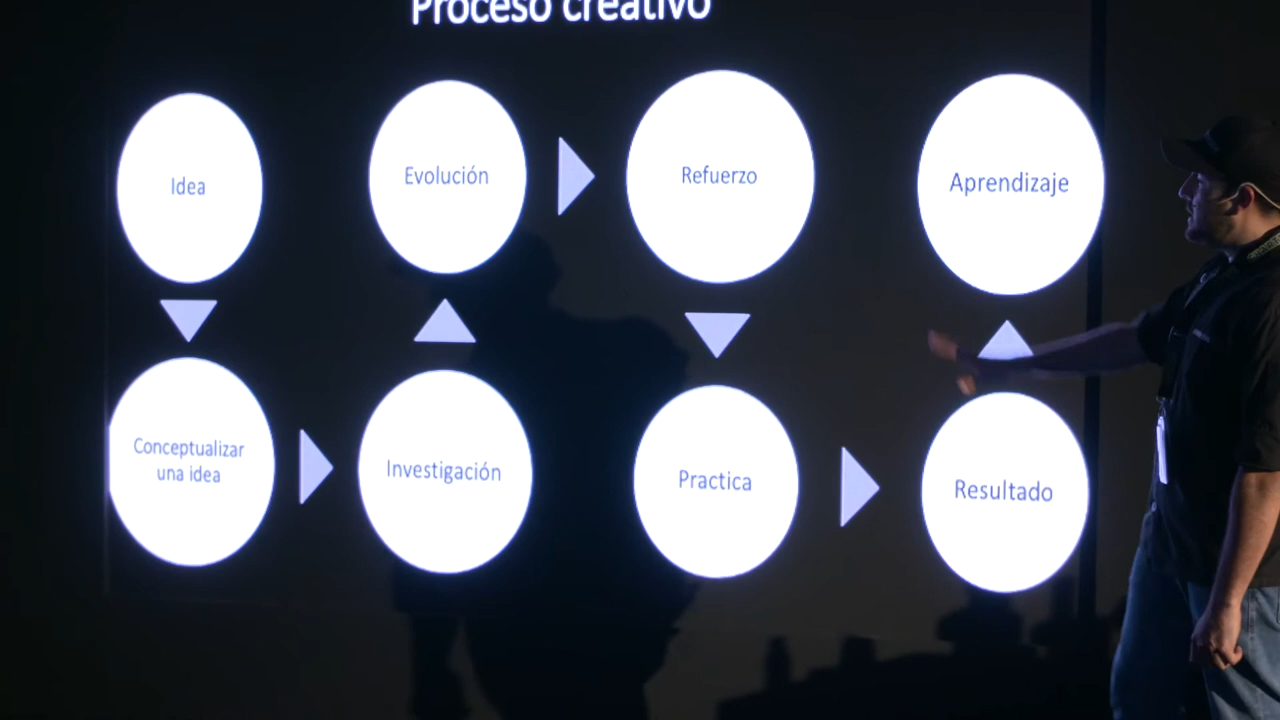 Proceso creativo
Idea
Evolución
Refuerzo
Aprendizaje
Conceptualizar
una idea
Investigación
Practica
Resultado